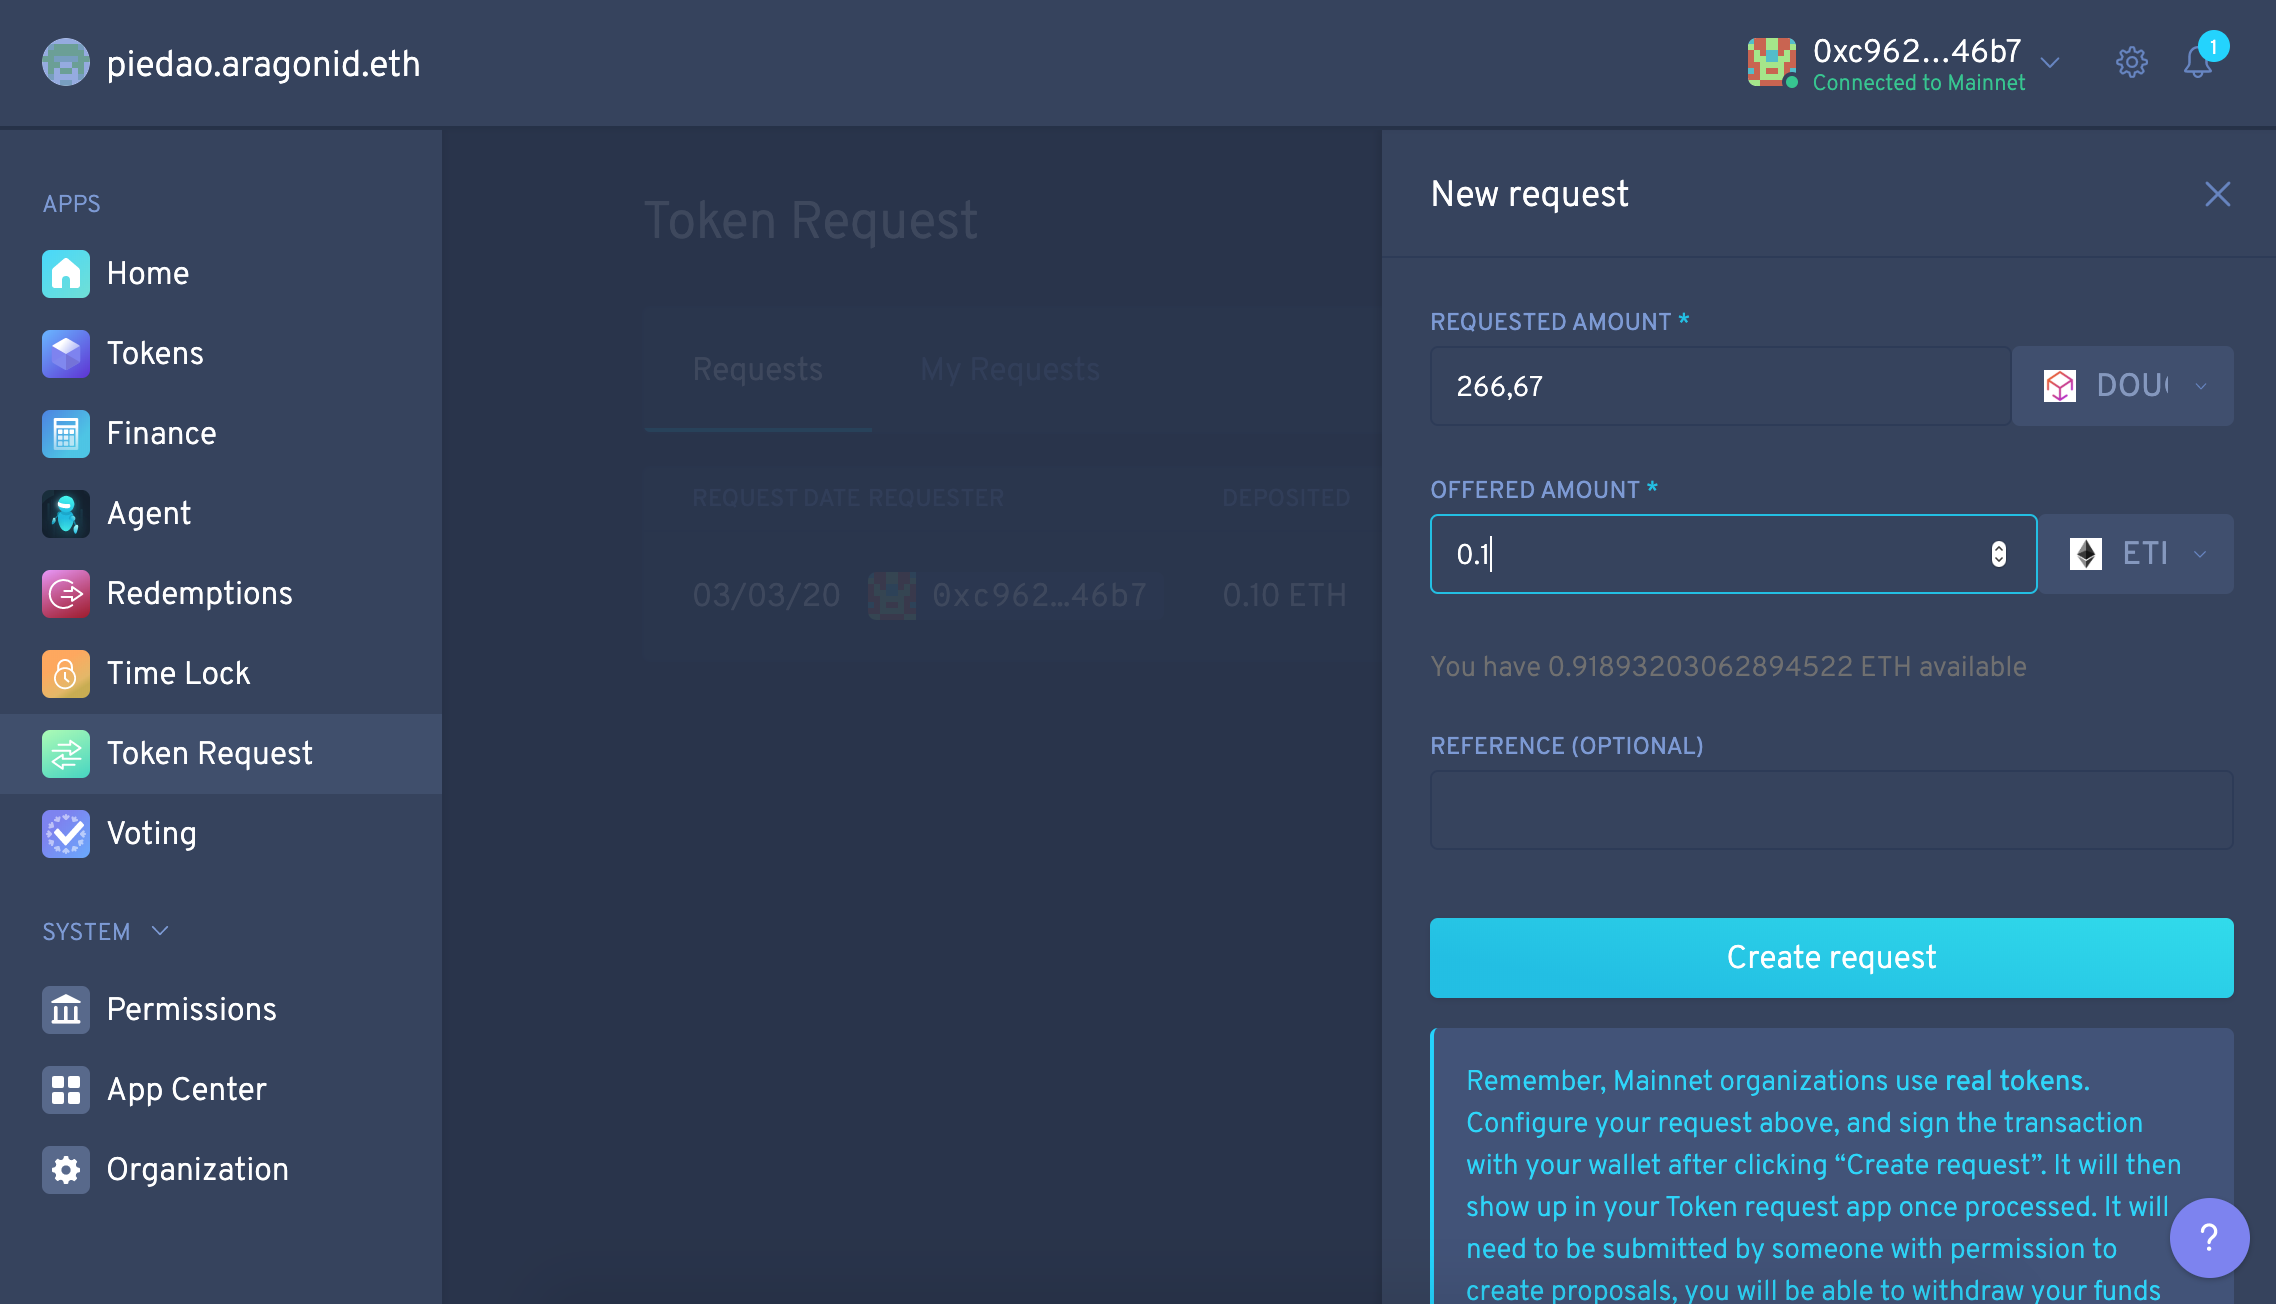 piedao.aragonid.eth
0xc962...46b7
Connected to Mainnet
1
APPS
Home
Tokens
Finance
Agent
Redemptions
Time Lock
Token Request
Voting
SYSTEM
Permissions
App Center
Organization
Token Request
Requests
My Requests
REQUEST DATE REQUESTER DEPOSITED
03/03/20 0xc962...46b7 0.10 ETH
New request
REQUESTED AMOUNT *
266,67
OFFERED AMOUNT *
0.1
You have 0.91893203062894522 ETH available
REFERENCE (OPTIONAL)
Create request
Remember, Mainnet organizations use real tokens.
Configure your request above, and sign the transaction
with your wallet after clicking “Create request”. It will then
show up in your Token request app once processed. It will
need to be submitted by someone with permission to
create proposals, you will be able to withdraw your funds
?